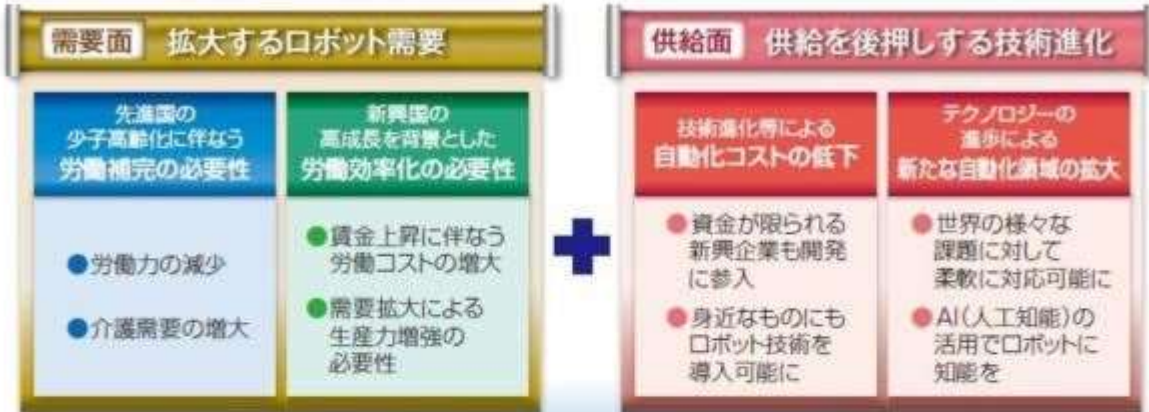 需要面 拡大するロボット需要
先進国の
少子高齢化に伴なう
労働補完の必要性
●労働力の減少
●介護需要の増大
新興国の
高成長を背景とした
労働効率化の必要性
●賃金上昇に伴なう
労働コストの増大
●需要拡大による
生産力増強の
必要性
+
供給面 供給を後押しする技術進化
技術進化等による
自動化コストの低下
●資金が限られる
新興企業も開発
に参入
●身近なものにも
ロボット技術を
導入可能に
テクノロジーの
進歩による
新たな自動化領域の拡大
●世界の様々な
課題に対して
柔軟に対応可能に
●AI(人工知能)の
活用でロボットに
知能を